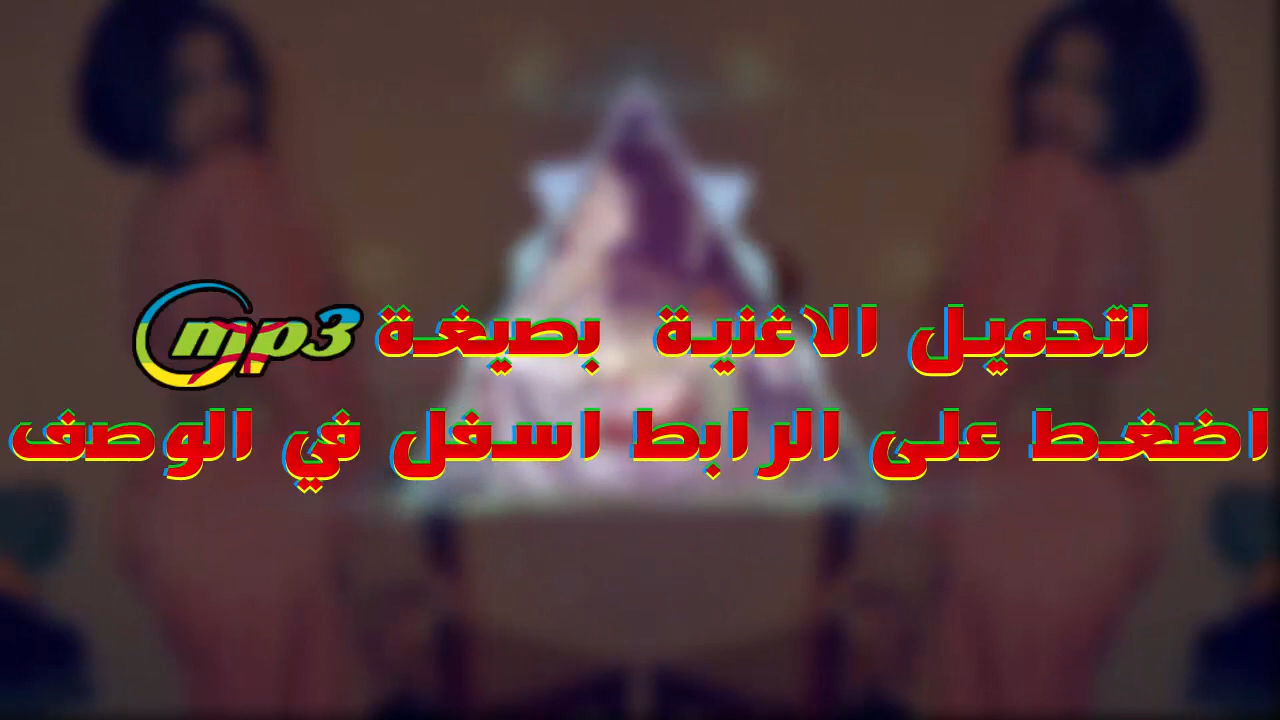 لتحميل الاغنية بصيغة mp3
اضغط على الرابط اسفل في الوصف